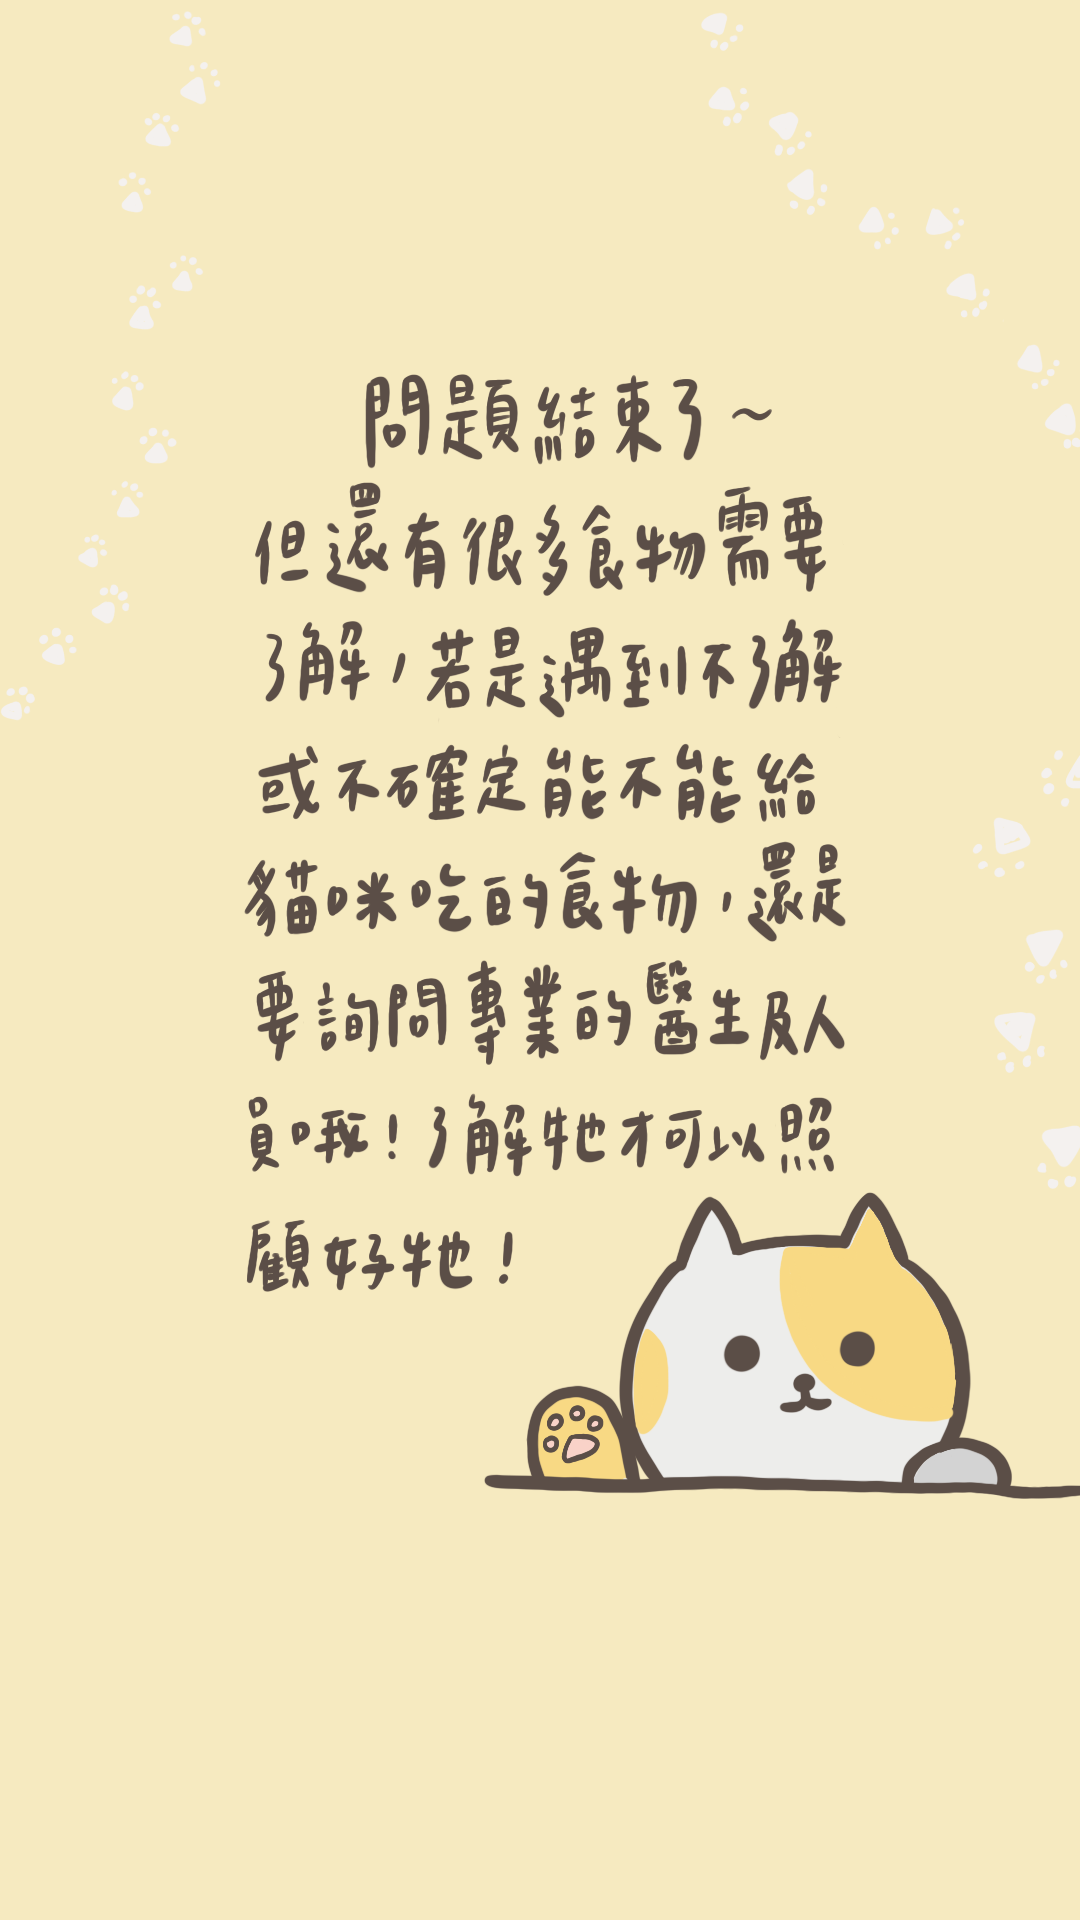 問題結束了~
但還有很多食物需要
了解,若是遇到不了解
或不確定能不能給
貓咪吃的食物,還是
要詢問專業的醫生及人
員哦!了解牠才可以照
顧好牠!